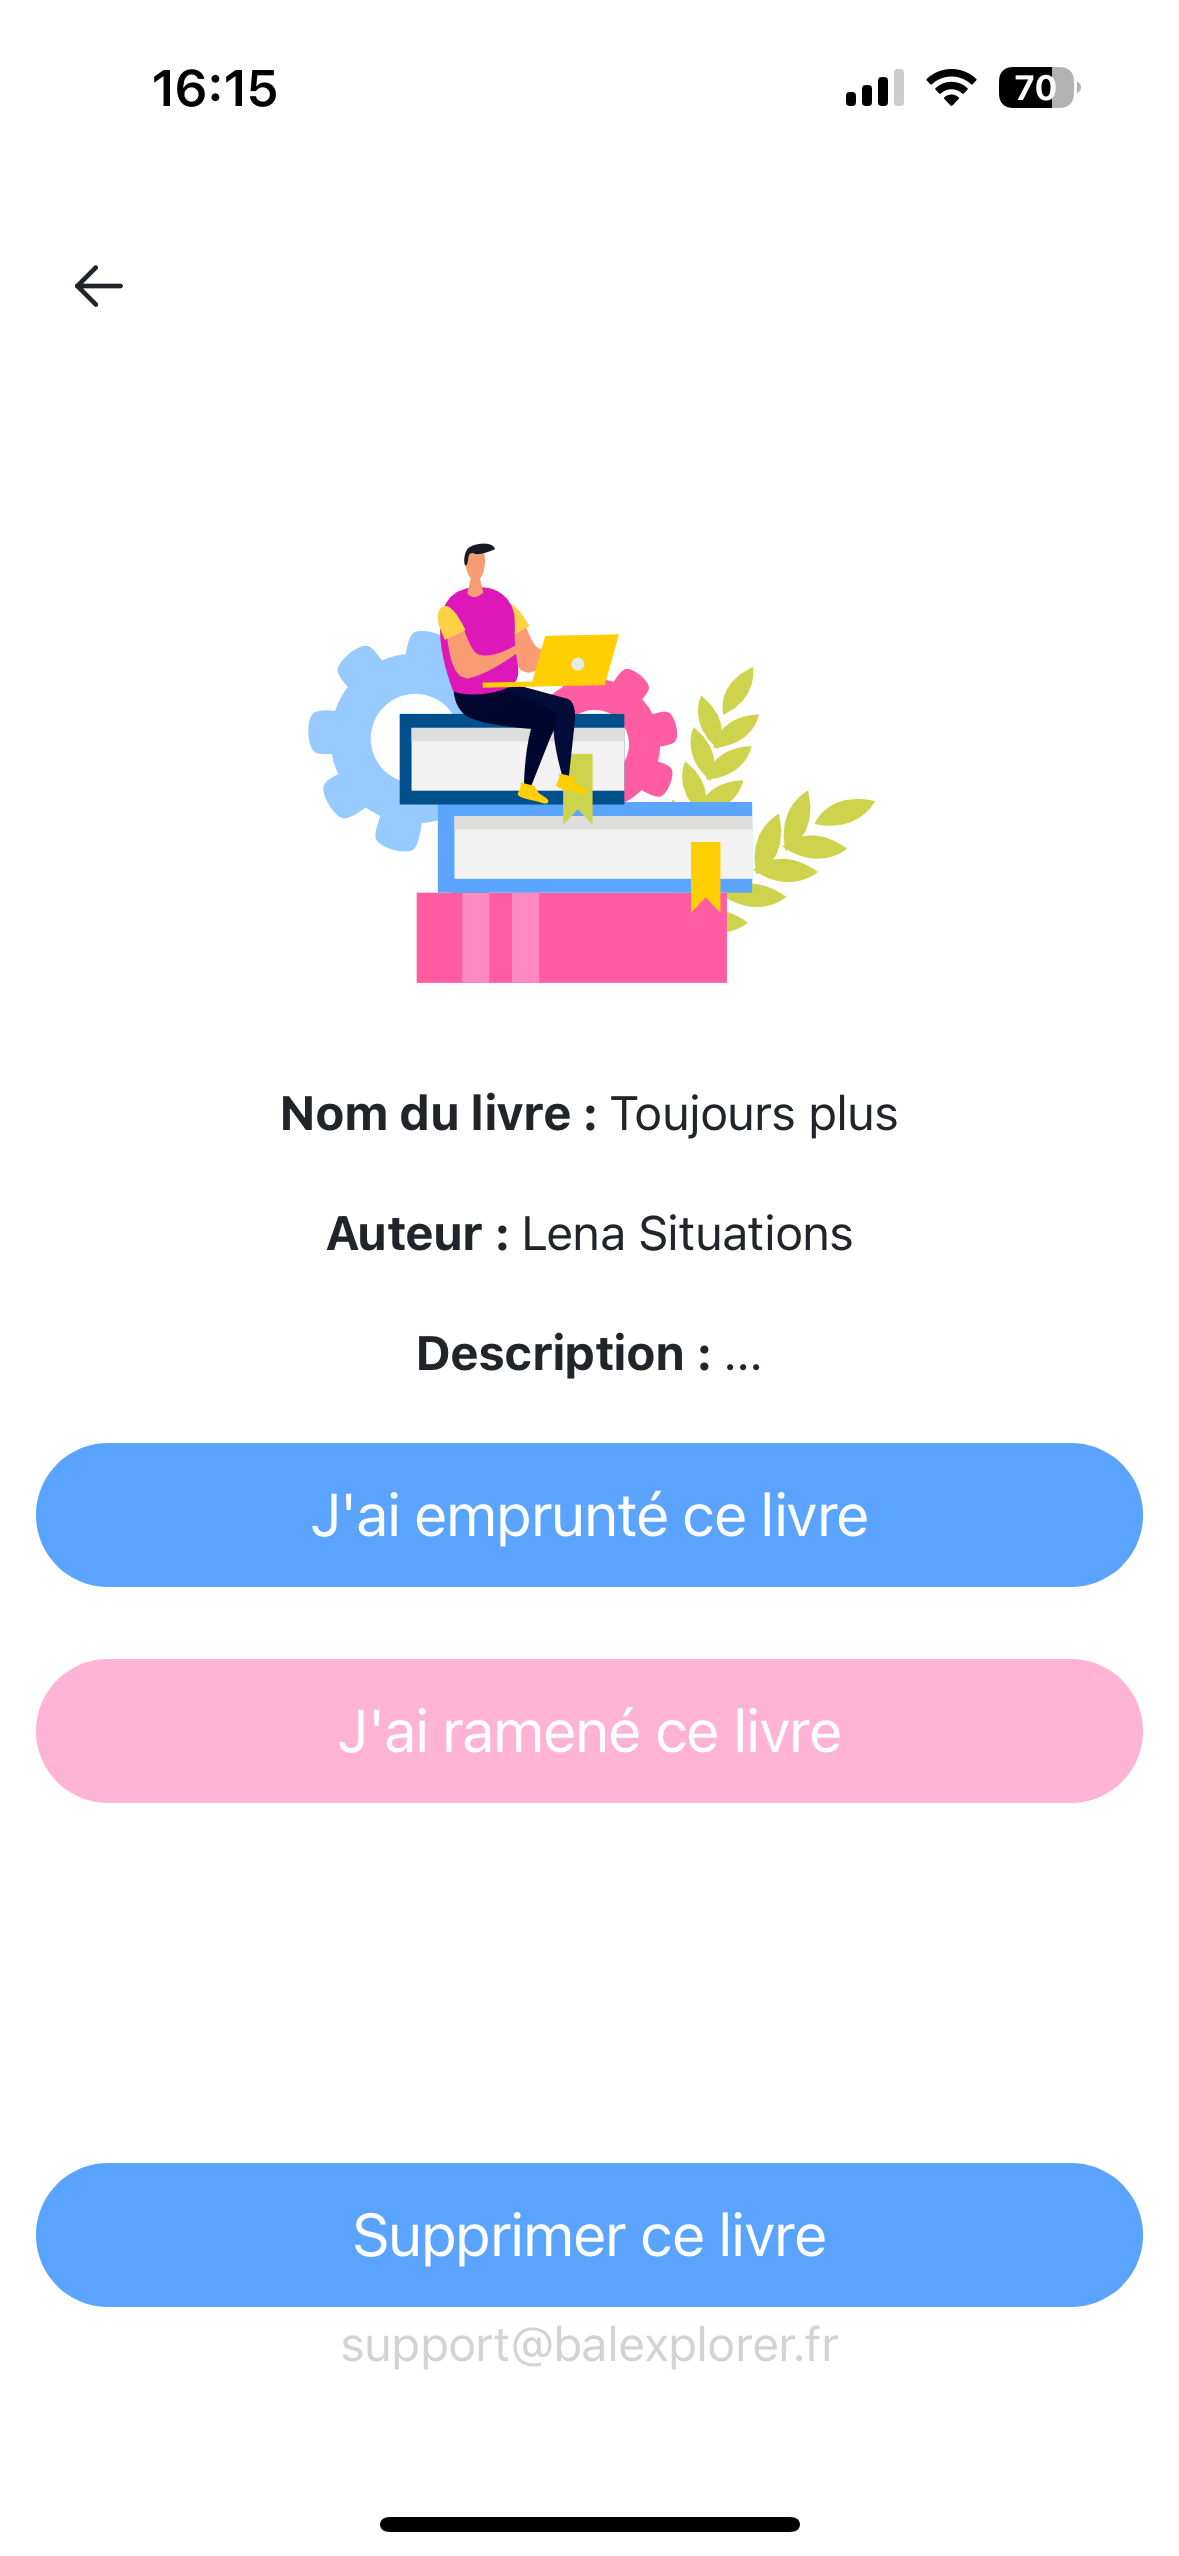 16:15
70
Nom du livre : Toujours plus
Auteur : Lena Situations
Description : ...
J'ai emprunté ce livre
J'ai ramené ce livre
Supprimer ce livre
support@balexplorer.fr